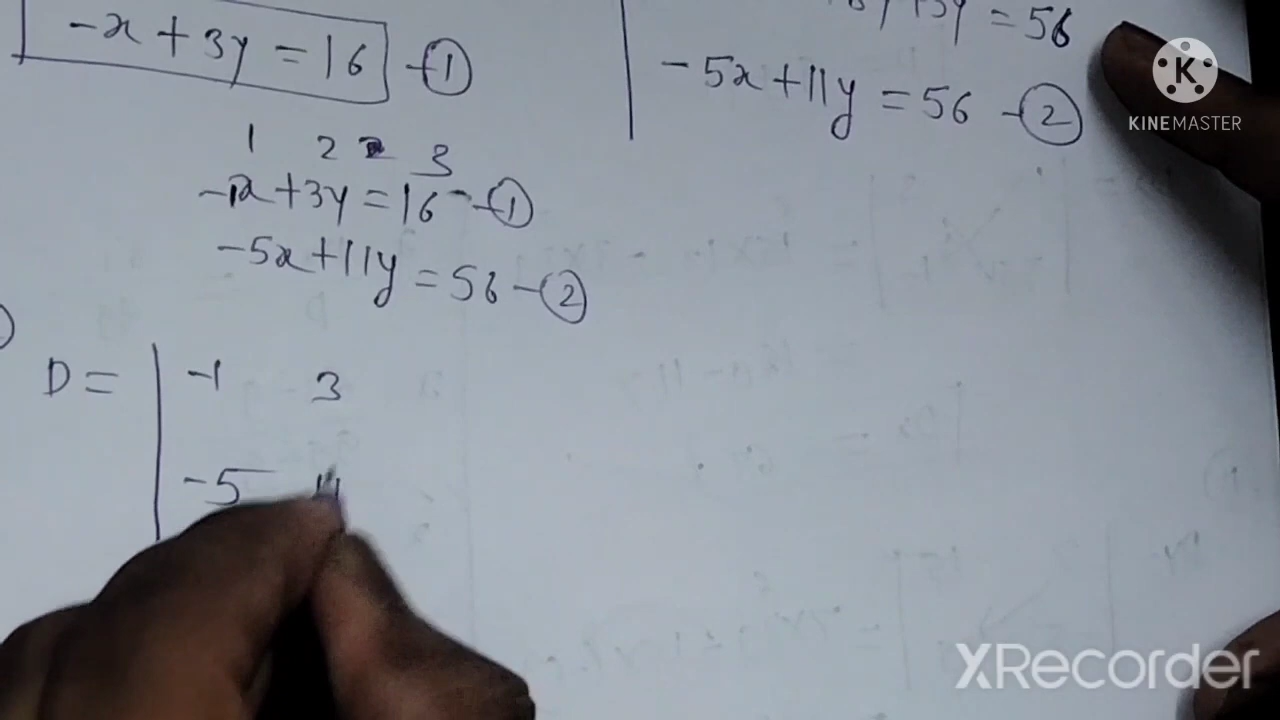 -x + 3y = 16 -①
+3y = 56
-5x + 11y = 56 -②
K
KINEMASTER
1 2 3
-x + 3y = 16 -①
-5x + 11y = 56 -②
D = | -1 3
-5 11
XRecorder